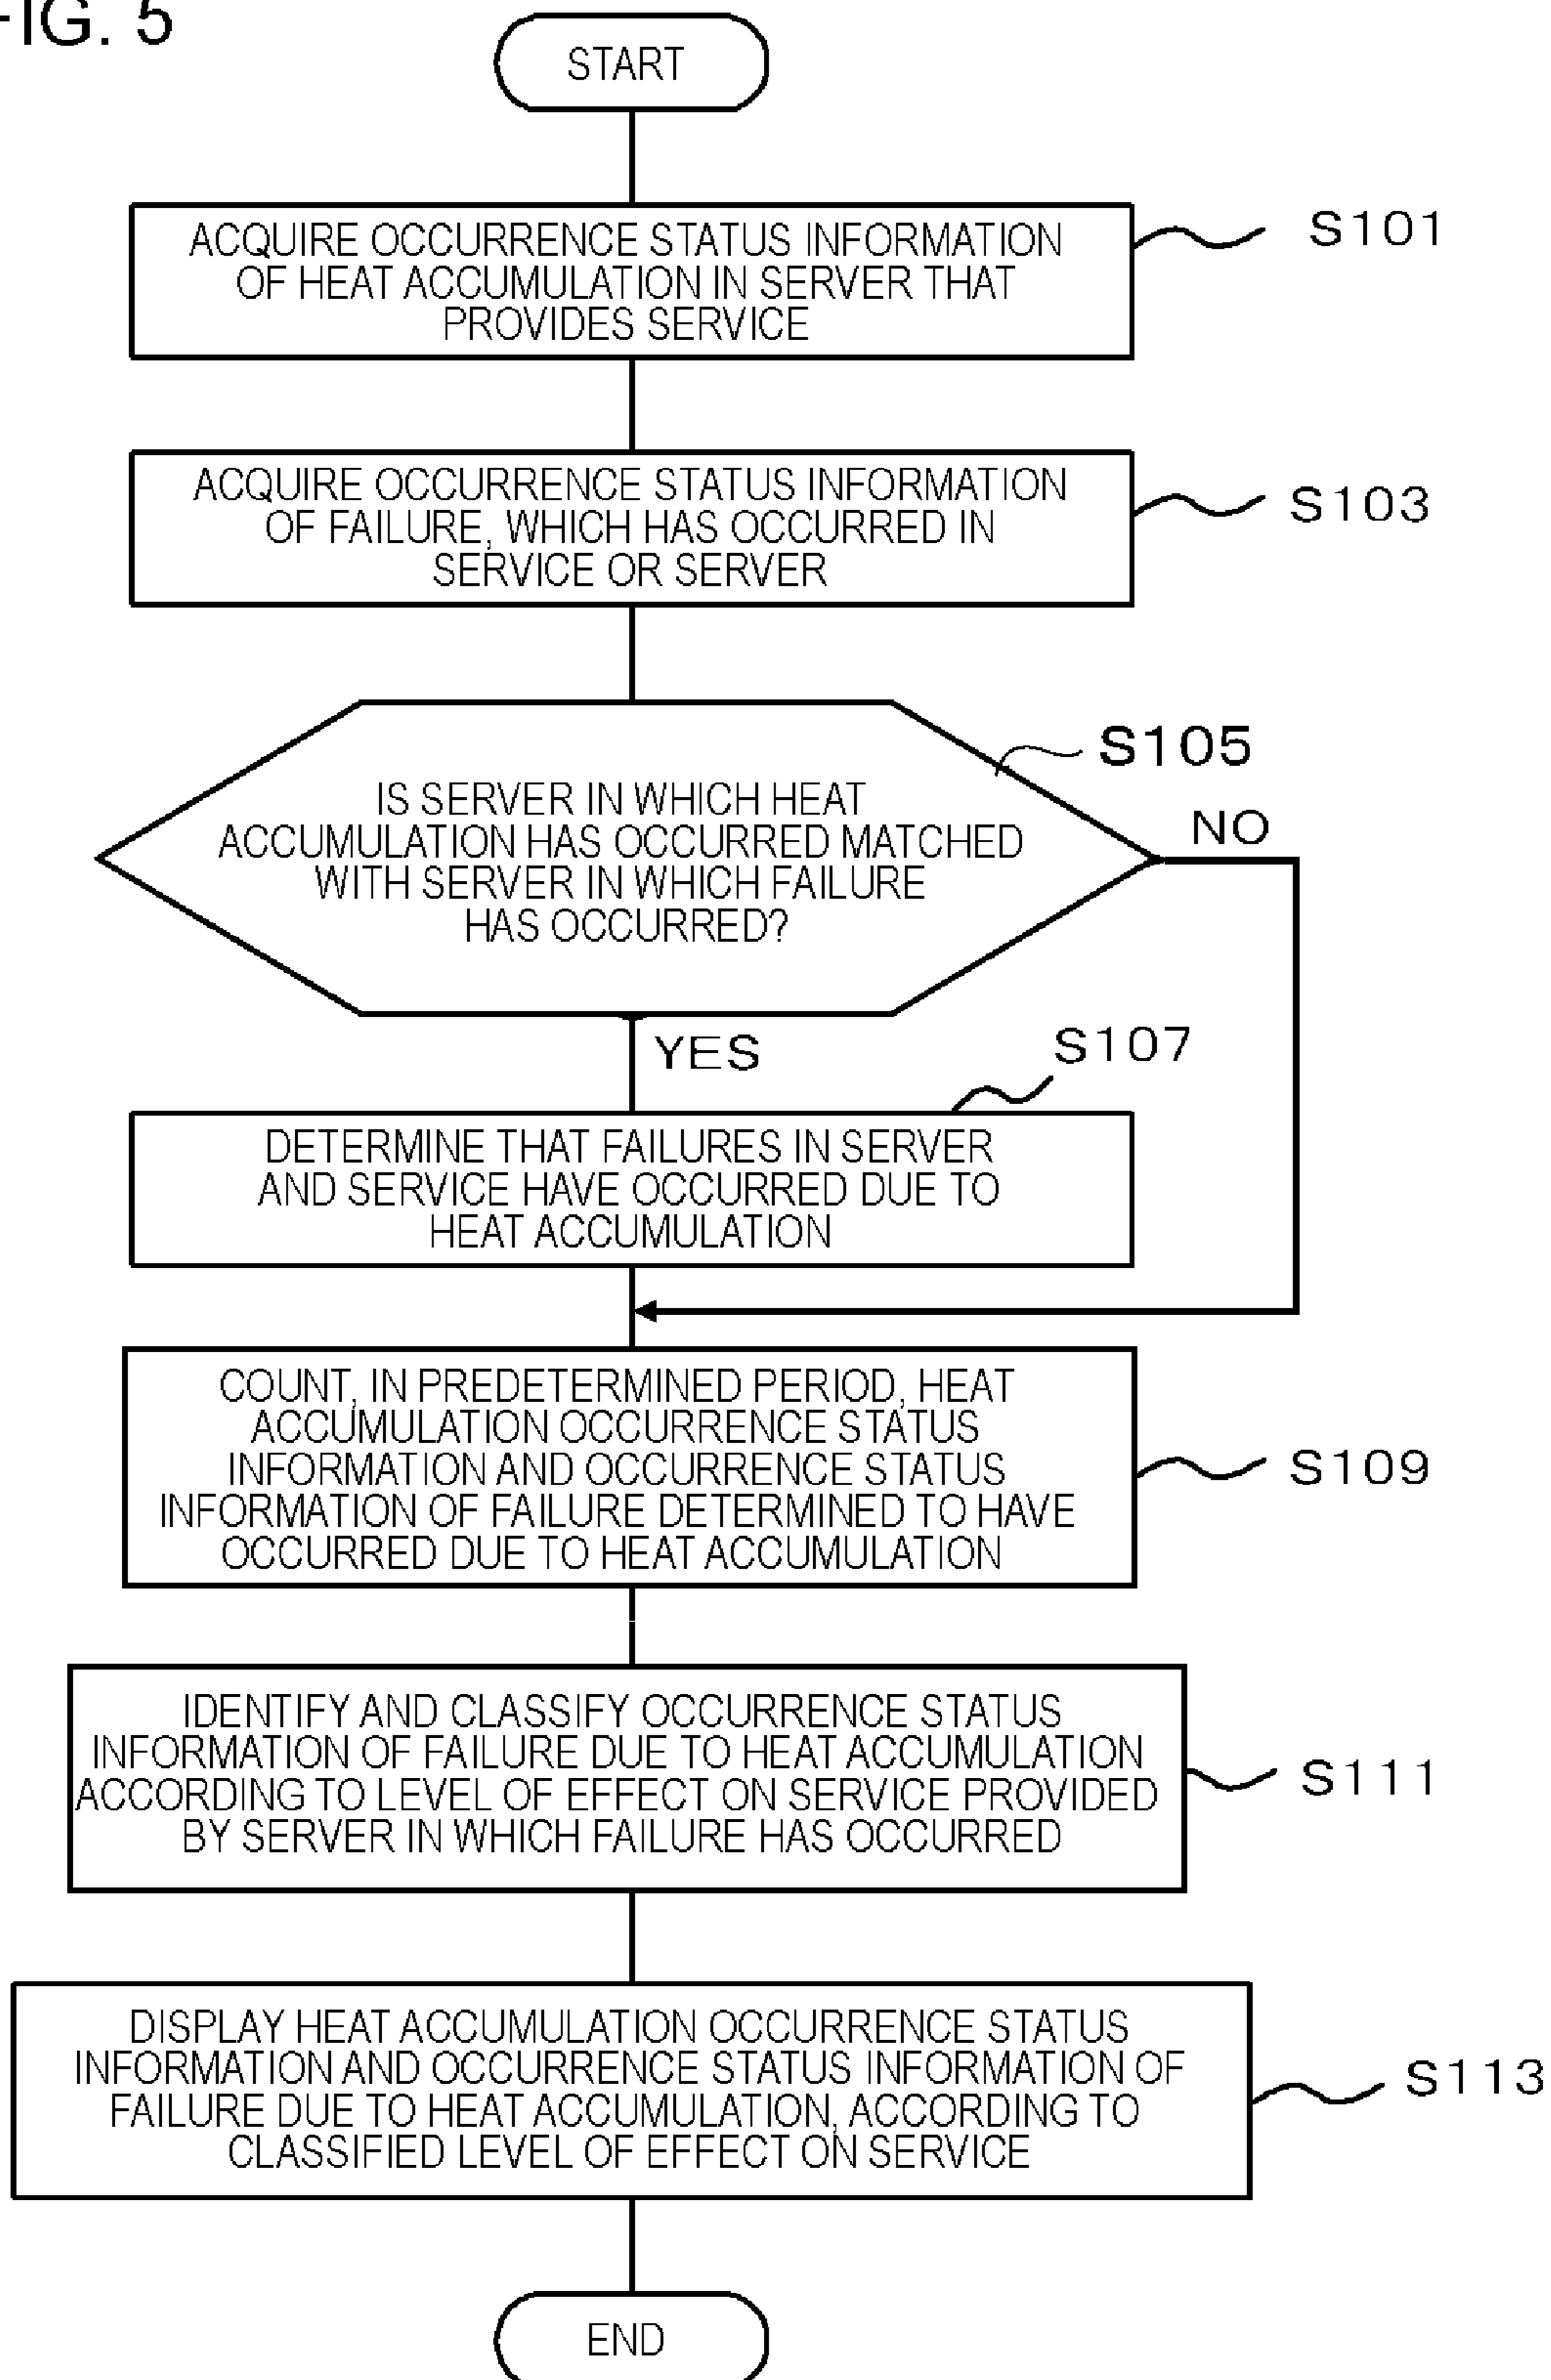 FIG. 5
START
ACQUIRE OCCURRENCE STATUS INFORMATION
OF HEAT ACCUMULATION IN SERVER THAT
PROVIDES SERVICE
S101
ACQUIRE OCCURRENCE STATUS INFORMATION
OF FAILURE, WHICH HAS OCCURRED IN
SERVICE OR SERVER
S103
S105
IS SERVER IN WHICH HEAT
ACCUMULATION HAS OCCURRED MATCHED
WITH SERVER IN WHICH FAILURE
HAS OCCURRED?
NO
YES
S107
DETERMINE THAT FAILURES IN SERVER
AND SERVICE HAVE OCCURRED DUE TO
HEAT ACCUMULATION
COUNT, IN PREDETERMINED PERIOD, HEAT
ACCUMULATION OCCURRENCE STATUS
INFORMATION AND OCCURRENCE STATUS
INFORMATION OF FAILURE DETERMINED TO HAVE
OCCURRED DUE TO HEAT ACCUMULATION
S109
IDENTIFY AND CLASSIFY OCCURRENCE STATUS
INFORMATION OF FAILURE DUE TO HEAT ACCUMULATION
ACCORDING TO LEVEL OF EFFECT ON SERVICE PROVIDED
BY SERVER IN WHICH FAILURE HAS OCCURRED
S111
DISPLAY HEAT ACCUMULATION OCCURRENCE STATUS
INFORMATION AND OCCURRENCE STATUS INFORMATION OF
FAILURE DUE TO HEAT ACCUMULATION, ACCORDING TO
CLASSIFIED LEVEL OF EFFECT ON SERVICE
S113
END